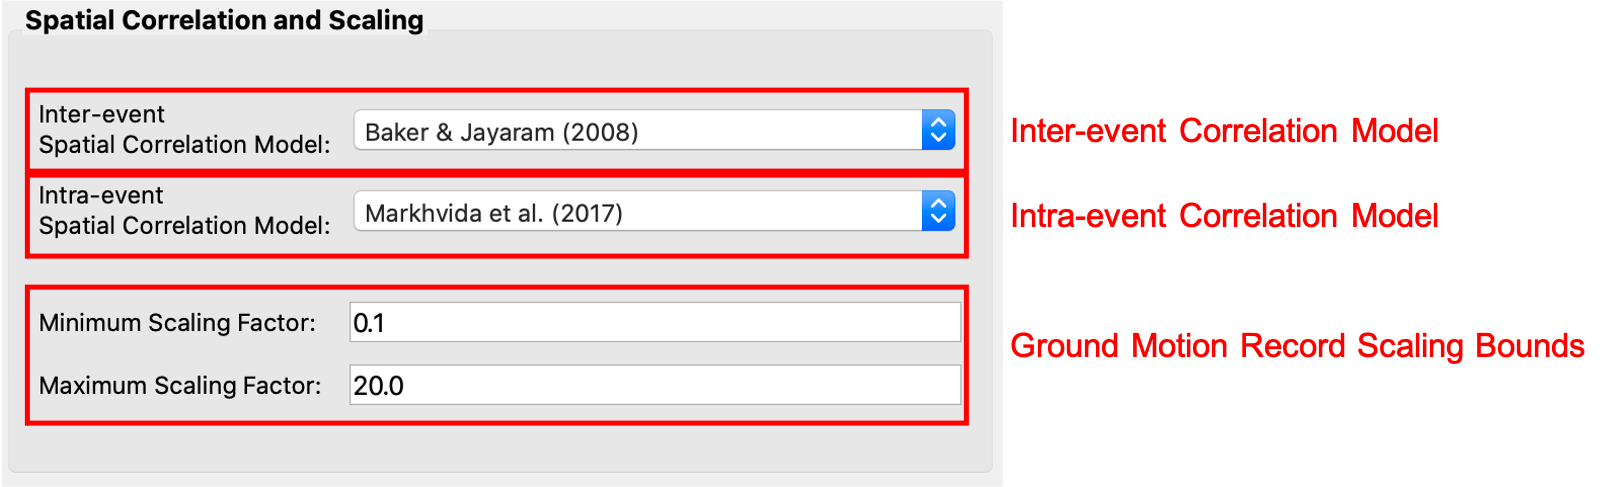 Spatial Correlation and Scaling
Inter-event
Spatial Correlation Model:
Baker & Jayaram (2008)
Inter-event Correlation Model
Intra-event
Spatial Correlation Model:
Markhvida et al. (2017)
Intra-event Correlation Model
Minimum Scaling Factor:
0.1
Ground Motion Record Scaling Bounds
Maximum Scaling Factor:
20.0